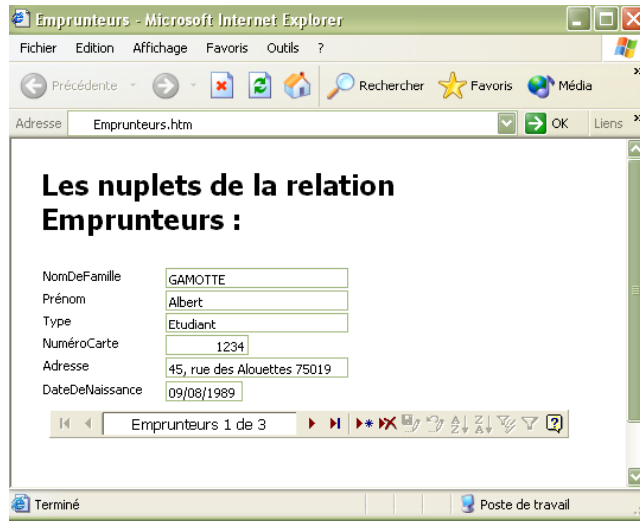 Emprunteurs - Microsoft Internet Explorer
Fichier Edition Affichage Favoris Outils ?
Précédente Rechercher Favoris Média »
Adresse Emprunteurs.htm OK Liens »
Les nuplets de la relation
Emprunteurs :
NomDeFamille GAMOTTE
Prénom Albert
Type Etudiant
NuméroCarte 1234
Adresse 45, rue des Alouettes 75019
DateDeNaissance 09/08/1989
Emprunteurs 1 de 3
Terminé Poste de travail